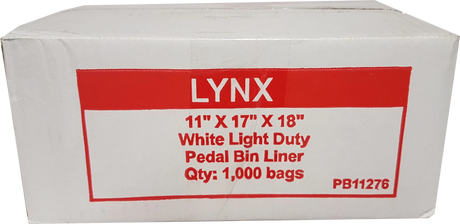 LYNX
11" X 17" X 18"
White Light Duty
Pedal Bin Liner
Qty: 1,000 bags
PB11276